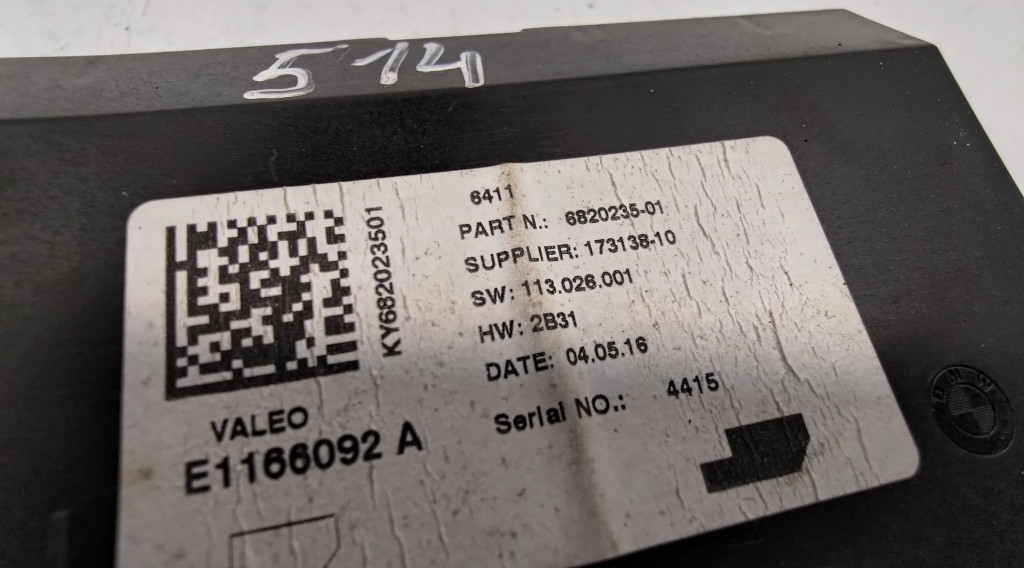 514
6411
PART N.: 6820235-01
SUPPLIER: 173138-10
SW: 113.026.001
HW: 2B31
DATE: 04.05.16
Serial NO.: 4415
KY682023501
VALEO
E1166092 A
BMW